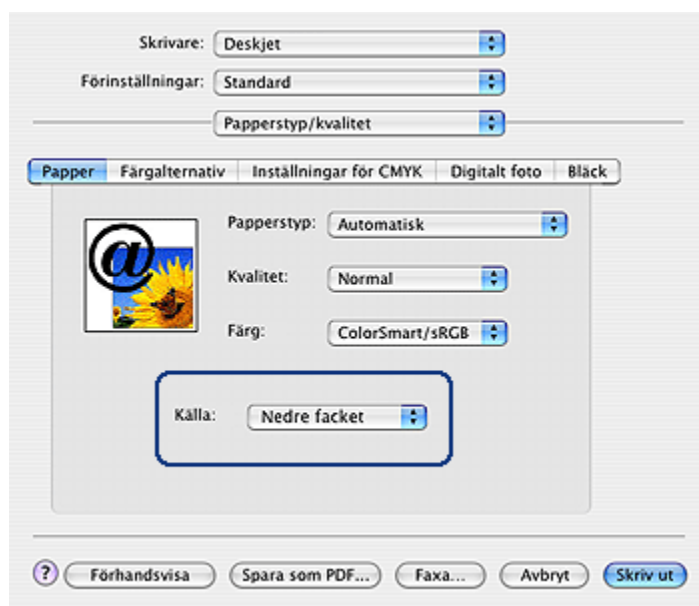 Skrivare: Deskjet
Förinställningar: Standard
Papperstyp/kvalitet
Papper Färgalternativ Inställningar för CMYK Digitalt foto Bläck
@
Papperstyp: Automatisk
Kvalitet: Normal
Färg: ColorSmart/sRGB
Källa: Nedre facket
? Förhandsvisa Spara som PDF... Faxa... Avbryt Skriv ut